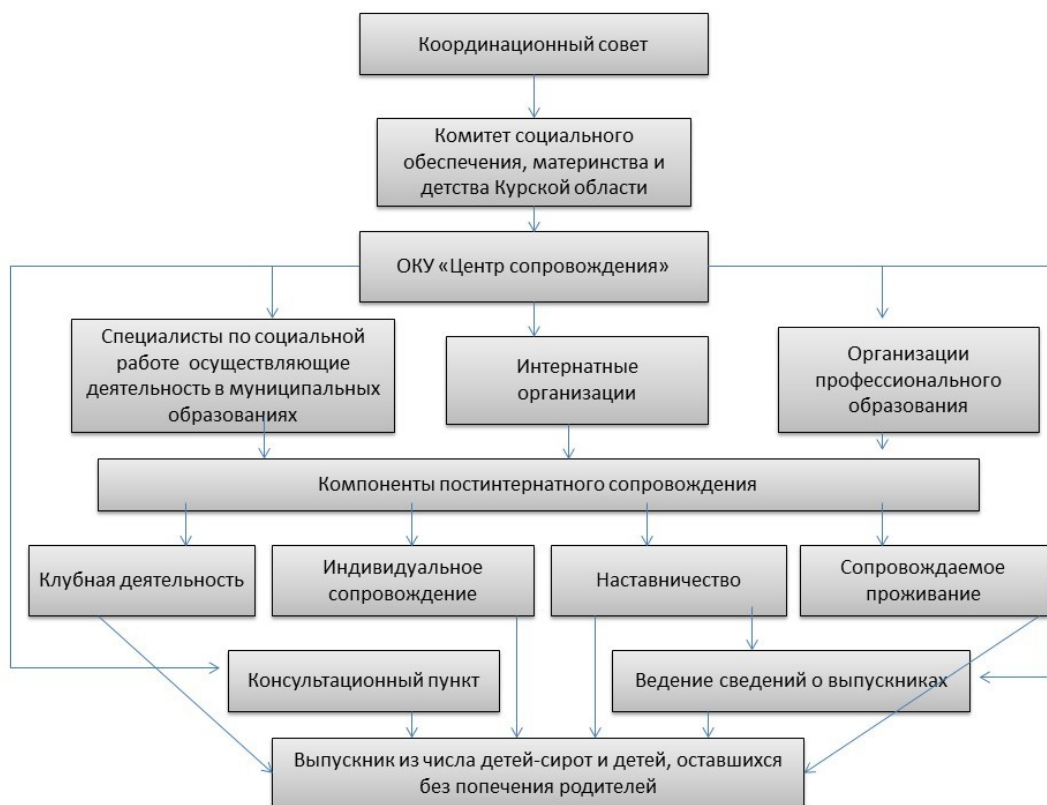 Координационный совет
Комитет социального
обеспечения, материнства и
детства Курской области
ОКУ «Центр сопровождения»
Специалисты по социальной
работе осуществляющие
деятельность в муниципальных
образованиях
Интернатные
организации
Организации
профессионального
образования
Компоненты постинтернатного сопровождения
Клубная деятельность
Индивидуальное
сопровождение
Наставничество
Сопровождаемое
проживание
Консультационный пункт
Ведение сведений о выпускниках
Выпускник из числа детей-сирот и детей, оставшихся
без попечения родителей